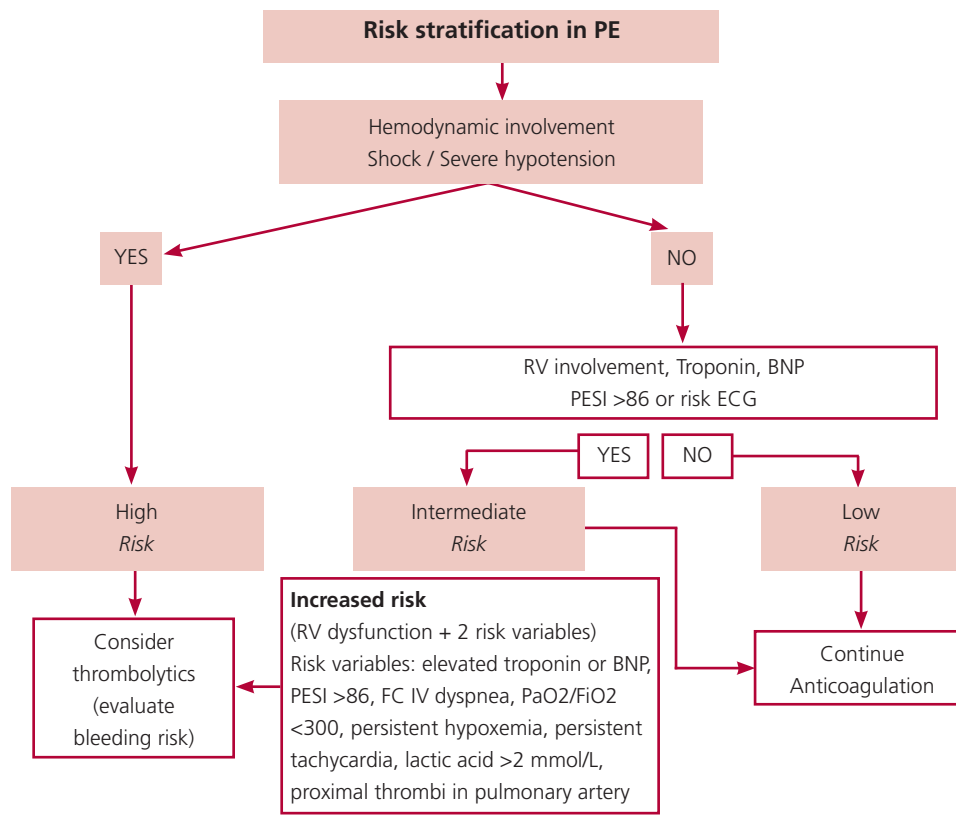 Risk stratification in PE
Hemodynamic involvement
Shock / Severe hypotension
YES
NO
RV involvement, Troponin, BNP
PESI >86 or risk ECG
YES
NO
High
Risk
Intermediate
Risk
Low
Risk
Consider
thrombolytics
(evaluate
bleeding risk)
Increased risk
(RV dysfunction + 2 risk variables)
Risk variables: elevated troponin or BNP,
PESI >86, FC IV dyspnea, PaO2/FiO2
<300, persistent hypoxemia, persistent
tachycardia, lactic acid >2 mmol/L,
proximal thrombi in pulmonary artery
Continue
Anticoagulation